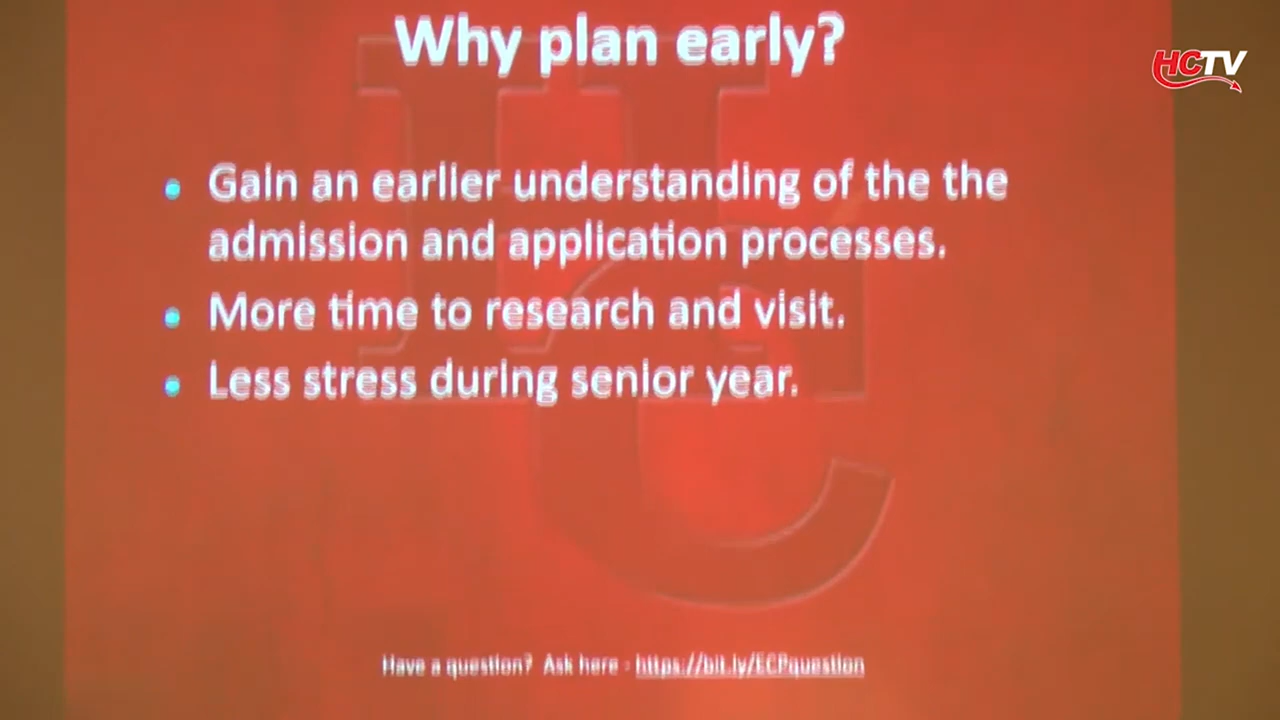 Why plan early?
HCTV
• Gain an earlier understanding of the the
admission and application processes.
• More time to research and visit.
• Less stress during senior year.
Have a question? Ask here - https://bit.ly/ECPquestion